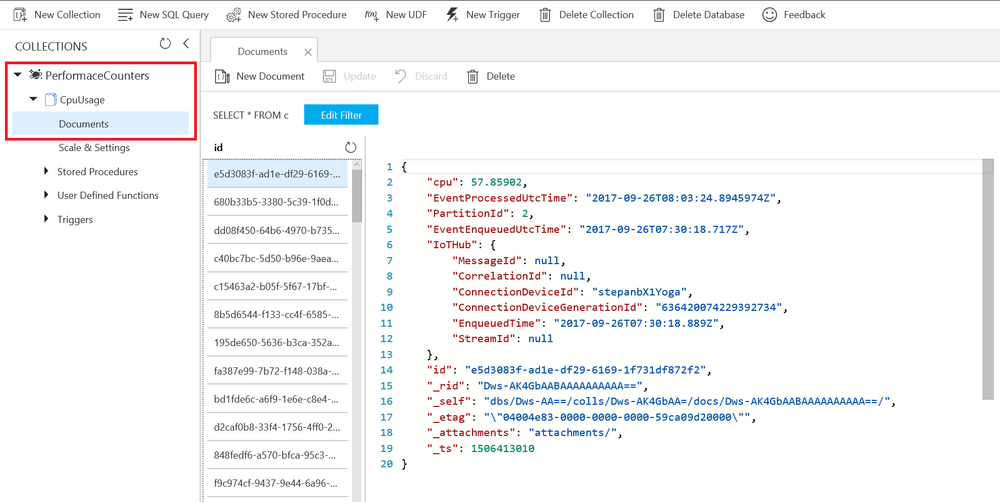 New Collection New SQL Query New Stored Procedure f(n) New UDF New Trigger Delete Collection Delete Database Feedback
COLLECTIONS
PerformaceCounters
CpuUsage
Documents
Scale & Settings
Stored Procedures
User Defined Functions
Triggers
Documents
New Document Update Discard Delete
SELECT * FROM c Edit Filter
id
e5d3083f-ad1e-df29-6169-...
680b33b5-3380-5c39-1f0d...
dd08f450-64b6-4970-b735...
c40bc7bc-5d50-b96e-9aea...
c15463a2-b05f-5f67-17bf-...
8b5d6544-f133-cc4f-6585-...
195de650-5636-b3ca-352a...
fa387e99-7b72-f148-038a-...
bd1fde6c-a6f9-1e6e-c8e4-...
d2caf0b8-33f4-1756-4ff0-2...
848fedf6-a570-bfca-95c3-...
f9c974cf-9437-9e44-6a96-...
1 {
2 "cpu": 57.85902,
3 "EventProcessedUtcTime": "2017-09-26T08:03:24.8945974Z",
4 "PartitionId": 2,
5 "EventEnqueuedUtcTime": "2017-09-26T07:30:18.717Z",
6 "IoTHub": {
7 "MessageId": null,
8 "CorrelationId": null,
9 "ConnectionDeviceId": "stepanbX1Yoga",
10 "ConnectionDeviceGenerationId": "636420074229392734",
11 "EnqueuedTime": "2017-09-26T07:30:18.889Z",
12 "StreamId": null
13 },
14 "id": "e5d3083f-ad1e-df29-6169-1f731df872f2",
15 "_rid": "Dws-AK4GbAABAAAAAAAAAA==",
16 "_self": "dbs/Dws-AA==/colls/Dws-AK4GbAA=/docs/Dws-AK4GbAABAAAAAAAAAA==/",
17 "_etag": "\"04004e83-0000-0000-0000-59ca09d20000\"",
18 "_attachments": "attachments/",
19 "_ts": 1506413010
20 }